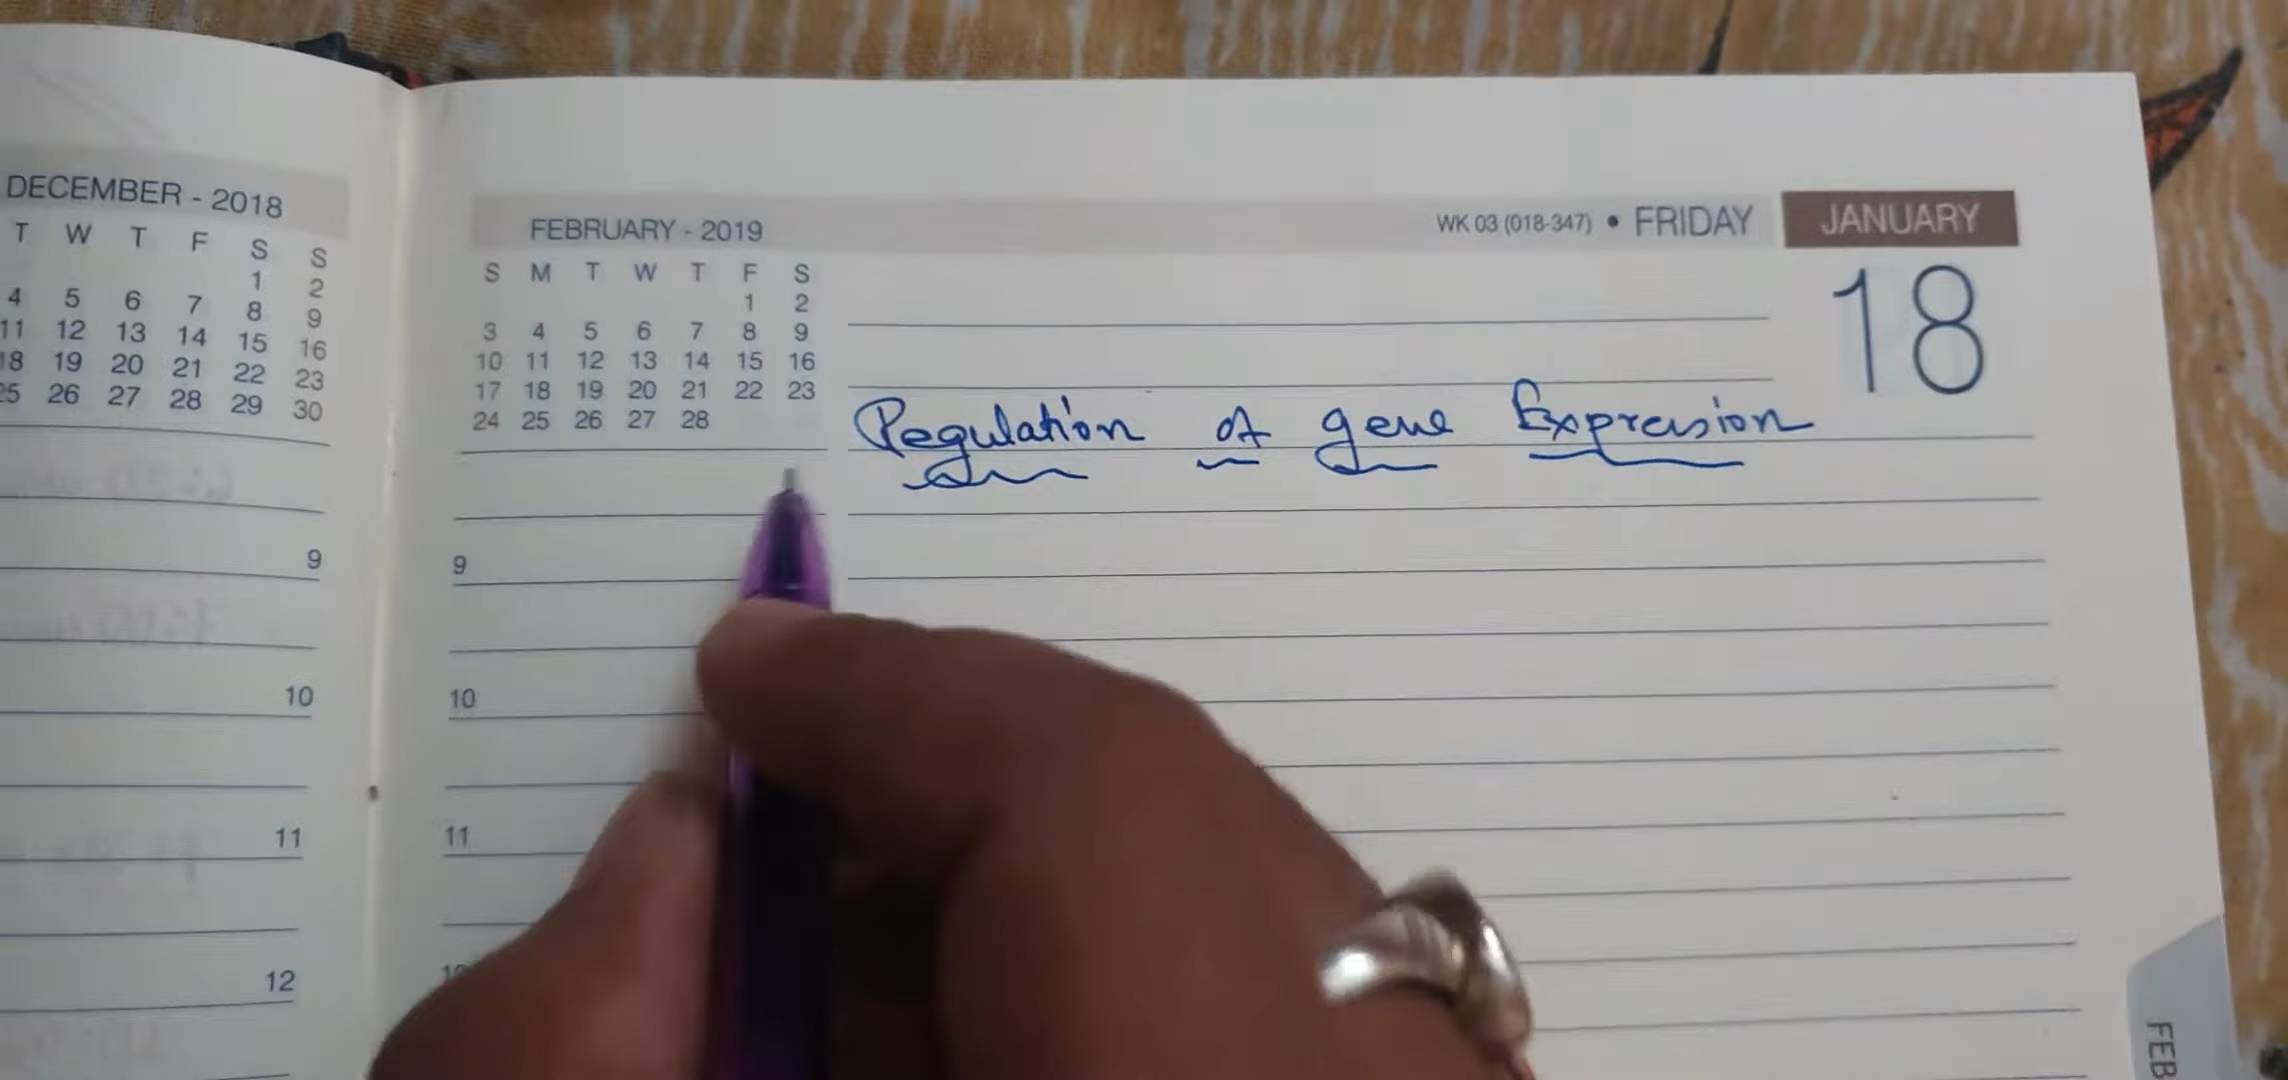 DECEMBER - 2018
T W T F S S
1 2
4 5 6 7 8 9
11 12 13 14 15 16
18 19 20 21 22 23
25 26 27 28 29 30
9
10
11
12
FEBRUARY - 2019
S M T W T F S
1 2
3 4 5 6 7 8 9
10 11 12 13 14 15 16
17 18 19 20 21 22 23
24 25 26 27 28
WK 03 (018-347) • FRIDAY JANUARY
18
Regulation of gene Expression
9
10
11
FEB